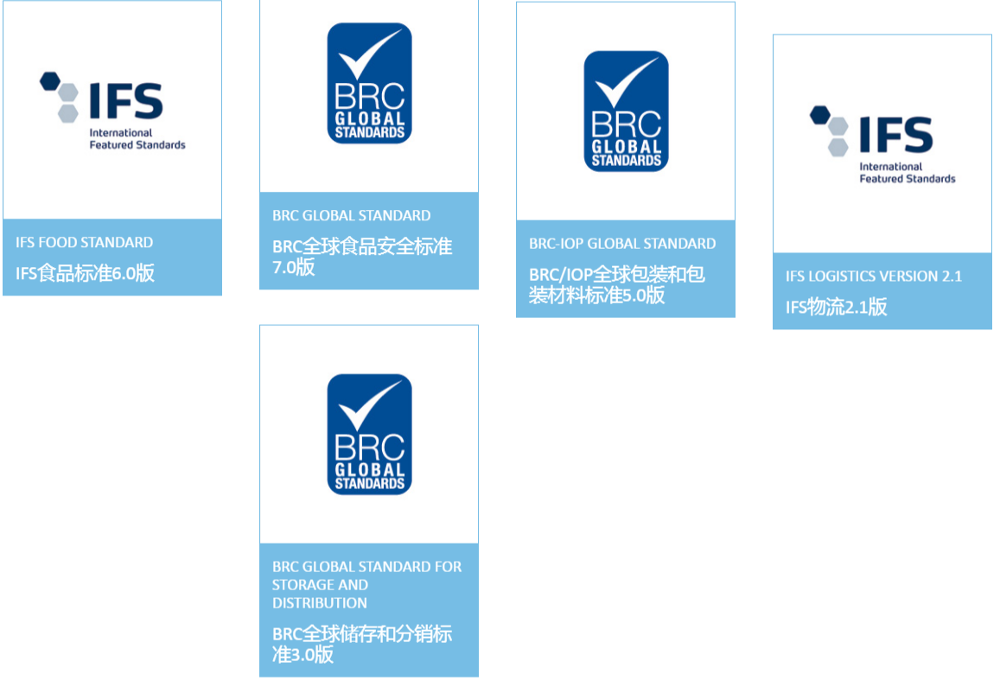 IFS
International
Featured Standards
IFS FOOD STANDARD
IFS食品标准6.0版
BRC
GLOBAL
STANDARDS
BRC GLOBAL STANDARD
BRC全球食品安全标准
7.0版
BRC
GLOBAL
STANDARDS
BRC-IOP GLOBAL STANDARD
BRC/IOP全球包装和包
装材料标准5.0版
IFS
International
Featured Standards
IFS LOGISTICS VERSION 2.1
IFS物流2.1版
BRC
GLOBAL
STANDARDS
BRC GLOBAL STANDARD FOR
STORAGE AND
DISTRIBUTION
BRC全球储存和分销标
准3.0版